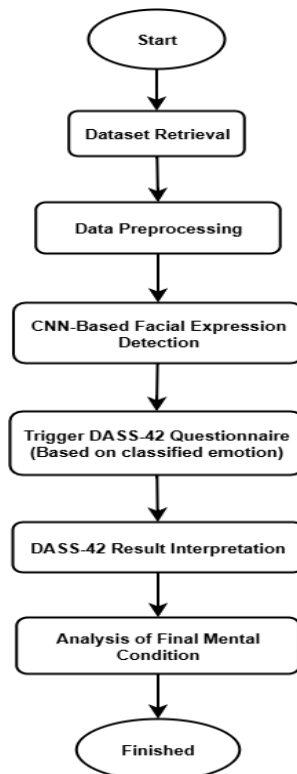 Start
Dataset Retrieval
Data Preprocessing
CNN-Based Facial Expression
Detection
Trigger DASS-42 Questionnaire
(Based on classified emotion)
DASS-42 Result Interpretation
Analysis of Final Mental
Condition
Finished